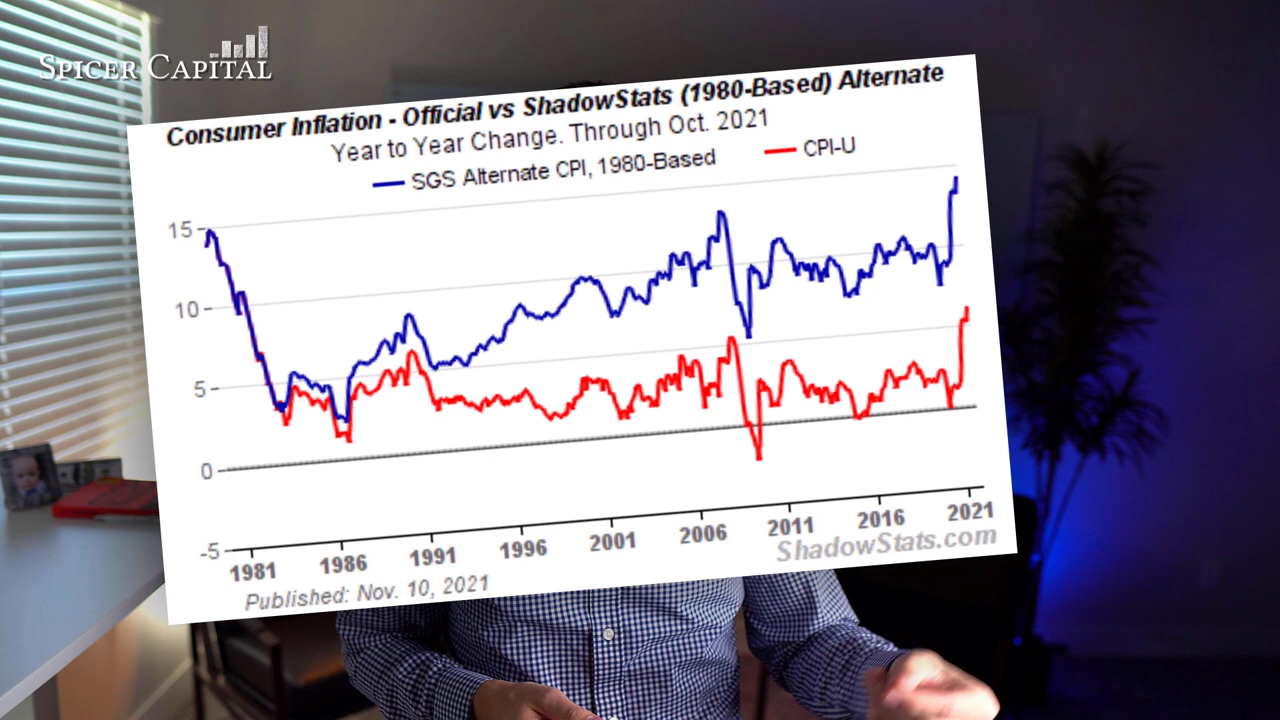 SPICER CAPITAL
Consumer Inflation - Official vs ShadowStats (1980-Based) Alternate
Year to Year Change. Through Oct. 2021
SGS Alternate CPI, 1980-Based CPI-U
15
10
5
0
-5
1981 1986 1991 1996 2001 2006 2011 2016 2021
ShadowStats.com
Published: Nov. 10, 2021